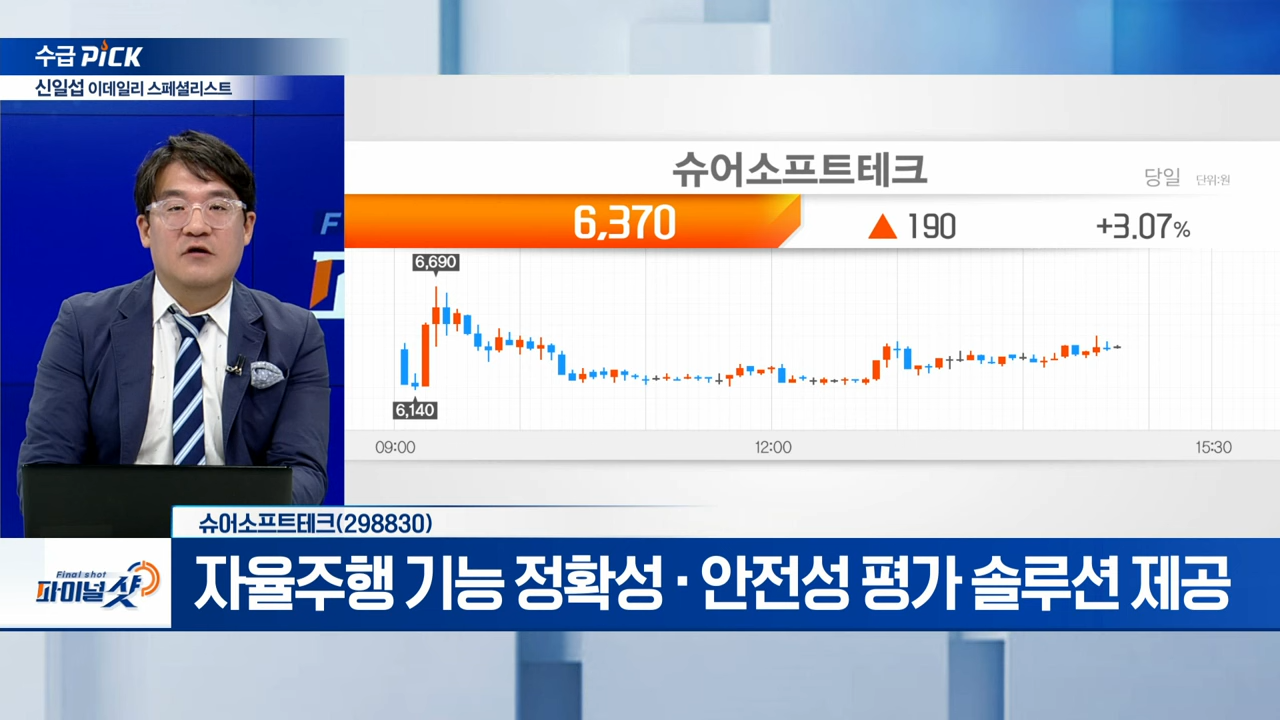 수급 PiCK
신일섭 이데일리 스페셜리스트
F
슈어소프트테크
당일 단위:원
6,370 ▲ 190 +3.07%
6,690
6,140
09:00 12:00 15:30
슈어소프트테크(298830)
Final shot
파이널샷
자율주행 기능 정확성·안전성 평가 솔루션 제공